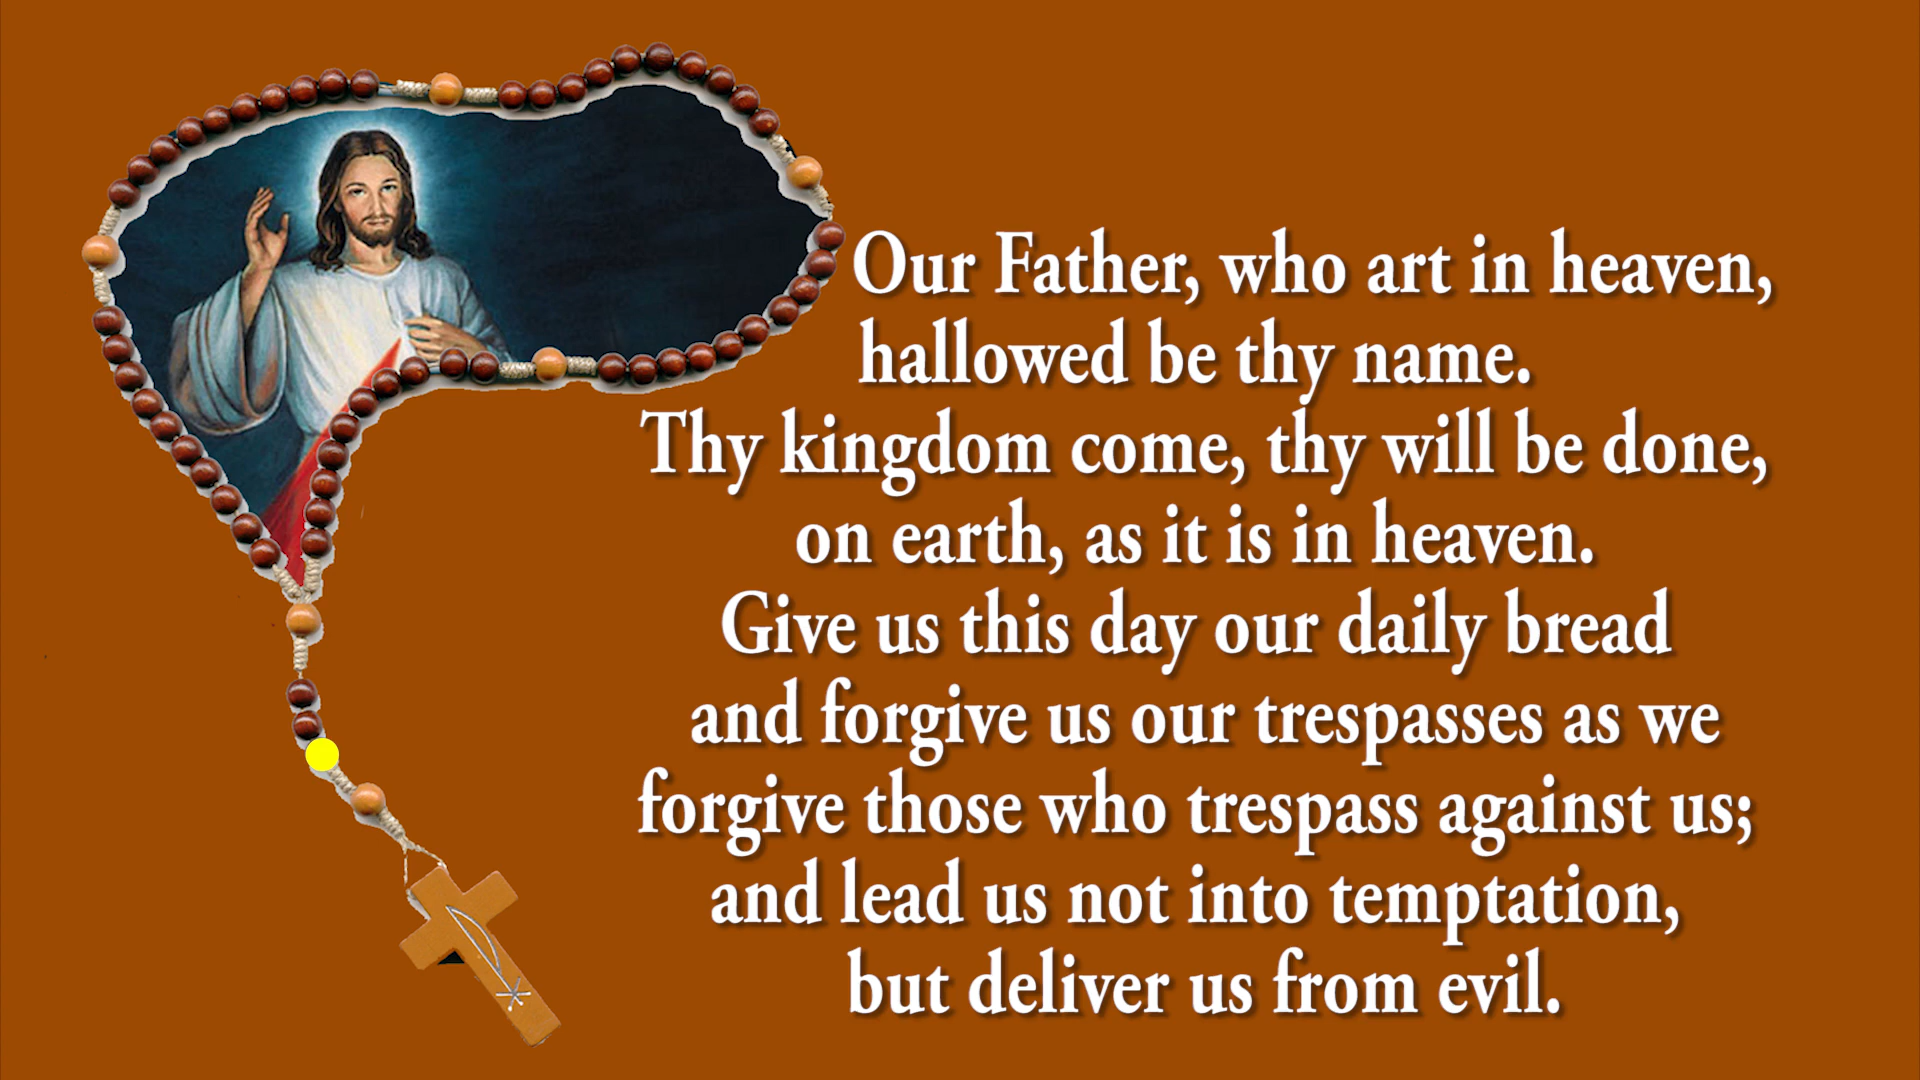 Our Father, who art in heaven,
hallowed be thy name.
Thy kingdom come, thy will be done,
on earth, as it is in heaven.
Give us this day our daily bread
and forgive us our trespasses as we
forgive those who trespass against us;
and lead us not into temptation,
but deliver us from evil.